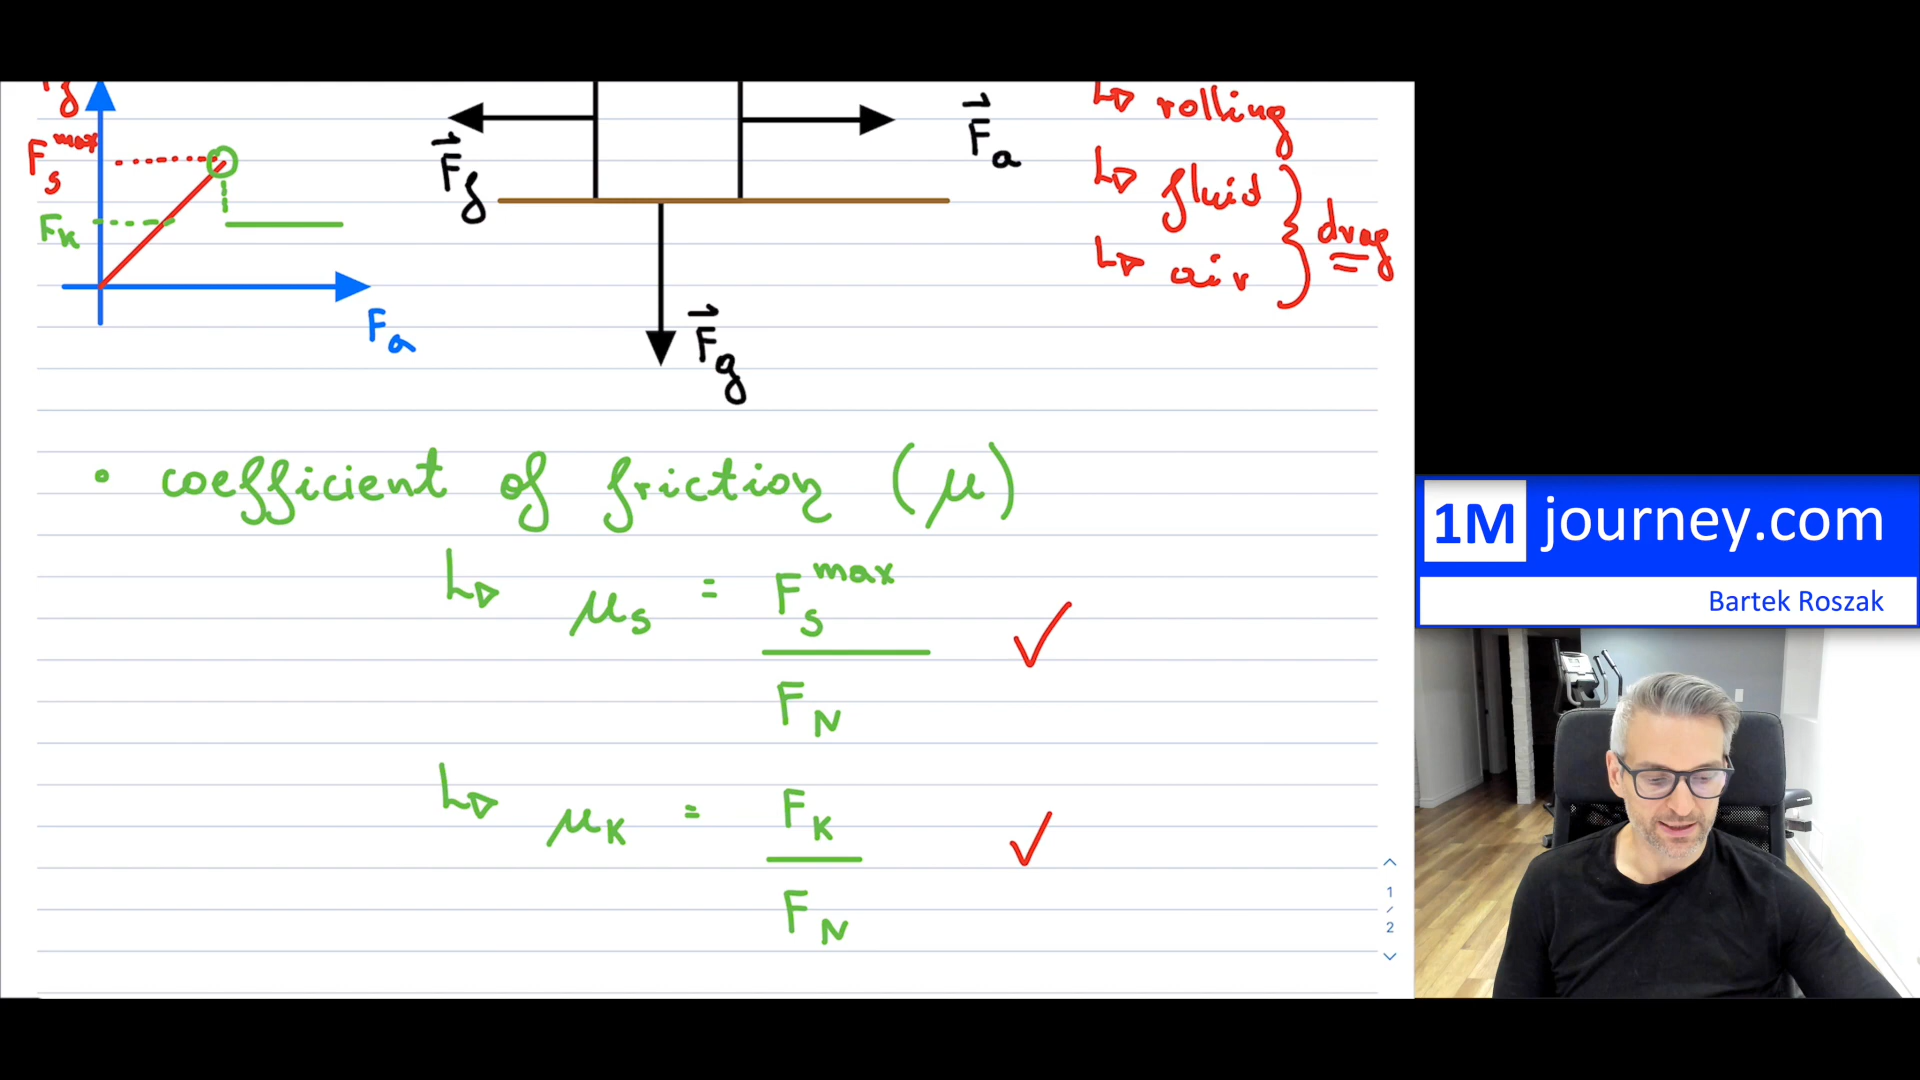 F_s^max
F_k
F_a
F_f
F_a
F_g
↳ rolling
↳ fluid
↳ air
drag
• coefficient of friction (μ)
↳ μ_s = F_s^max / F_N ✓
↳ μ_k = F_k / F_N ✓
1M journey.com
Bartek Roszak
1
/
2